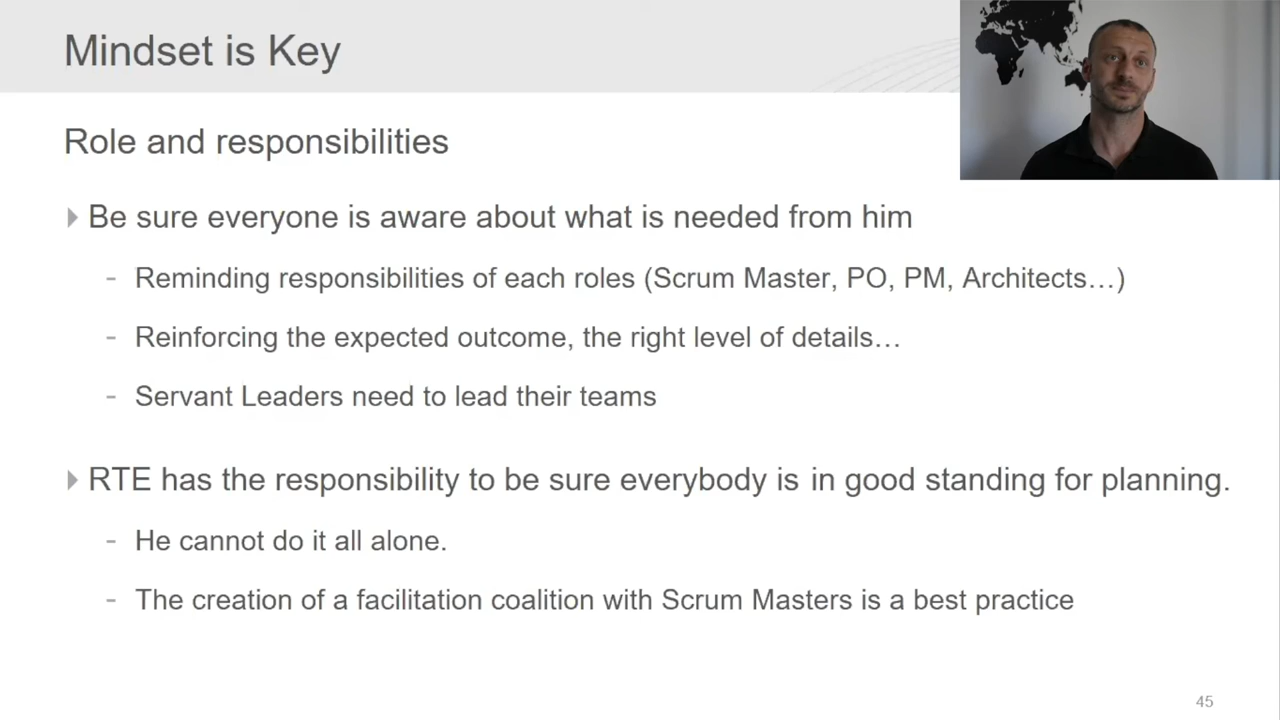 Mindset is Key
Role and responsibilities
Be sure everyone is aware about what is needed from him
- Reminding responsibilities of each roles (Scrum Master, PO, PM, Architects…)
- Reinforcing the expected outcome, the right level of details…
- Servant Leaders need to lead their teams
RTE has the responsibility to be sure everybody is in good standing for planning.
- He cannot do it all alone.
- The creation of a facilitation coalition with Scrum Masters is a best practice
45